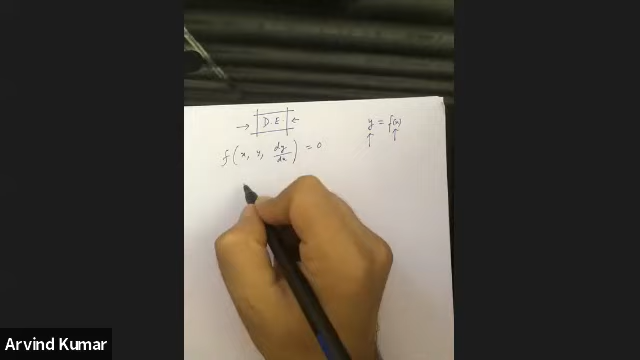 → D.E. ←
y = f(x)
↑ ↑
f(x, y, dy/dx) = 0
Arvind Kumar